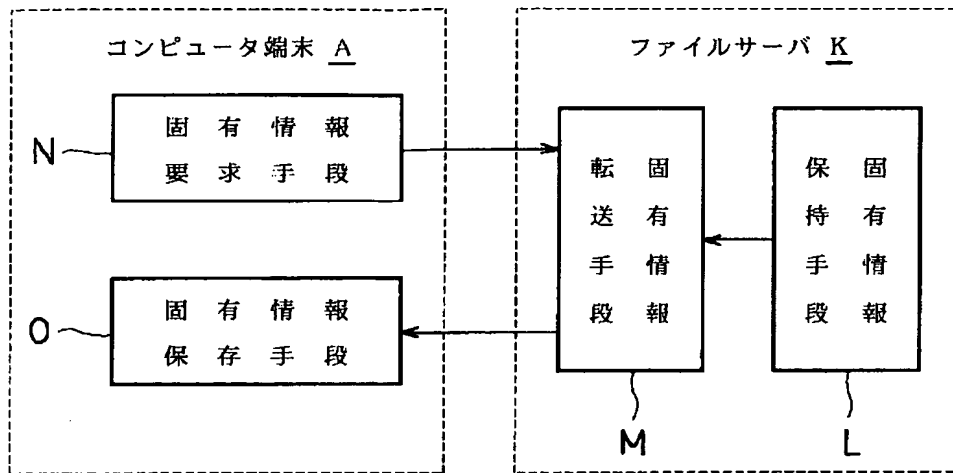 コンピュータ端末 A
ファイルサーバ K
N
固有情報
要求手段
O
固有情報
保存手段
固有情報
転送手段
M
固有情報
保持手段
L